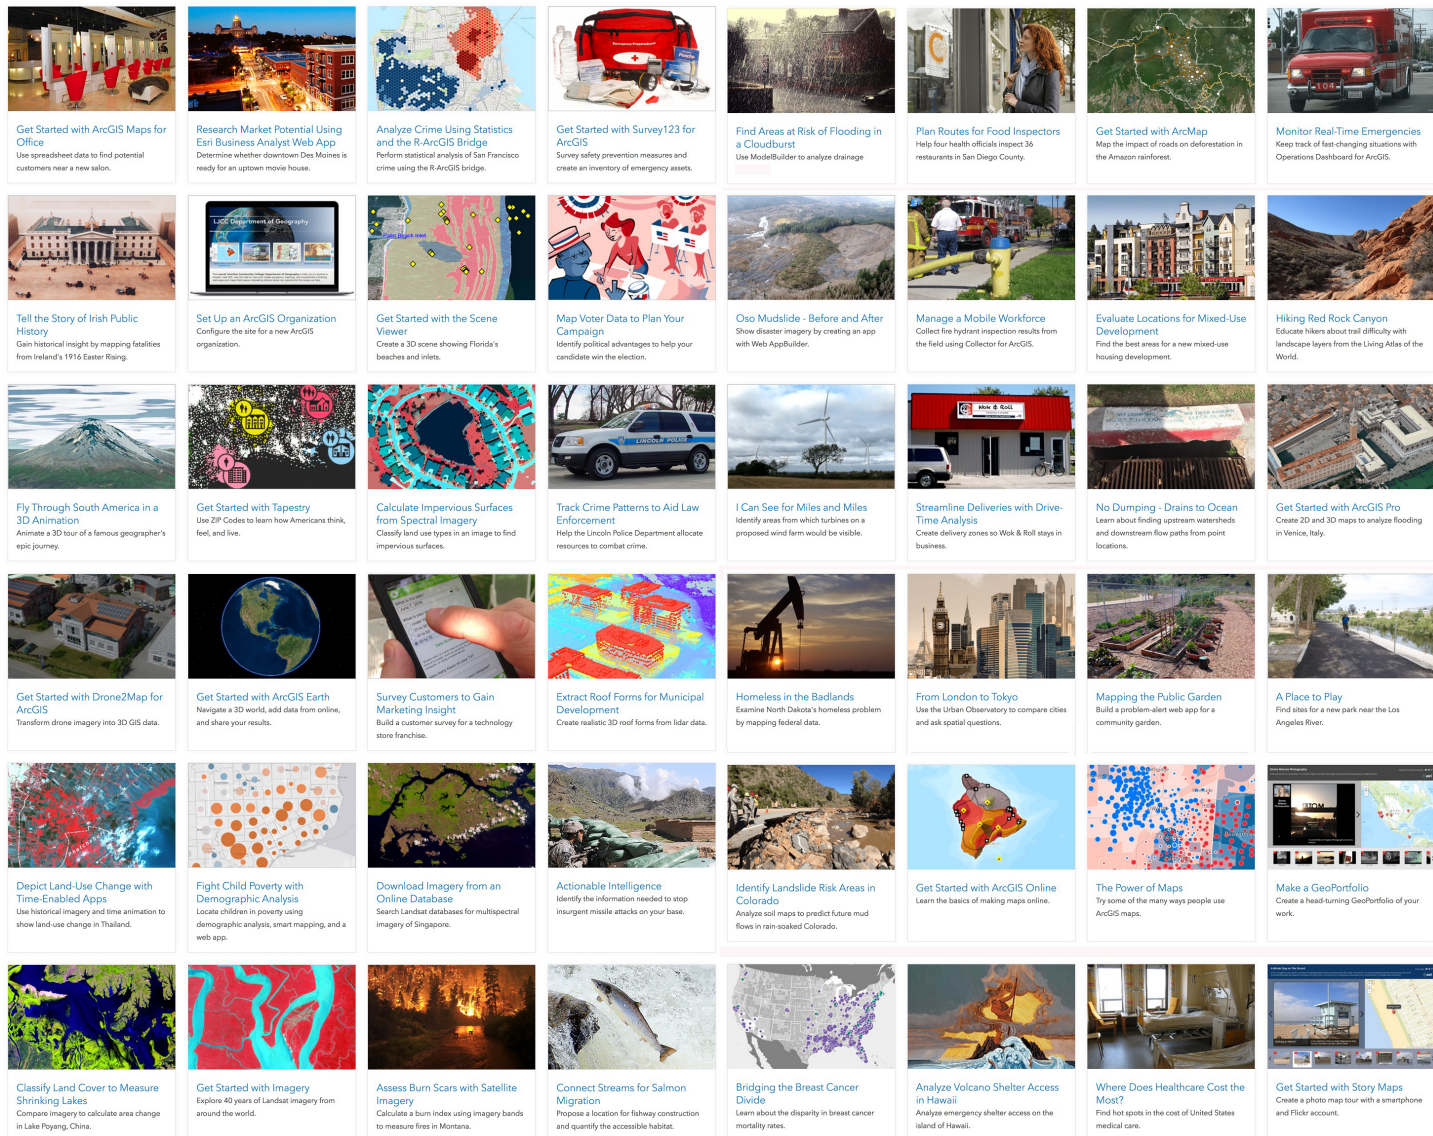 Get Started with ArcGIS Maps for
Office
Use spreadsheet data to find potential
customers near a new salon.
Research Market Potential Using
Esri Business Analyst Web App
Determine whether downtown Des Moines is
ready for an uptown movie house.
Analyze Crime Using Statistics
and the R-ArcGIS Bridge
Perform statistical analysis of San Francisco
crime using the R-ArcGIS bridge.
Emergency Preparedness
Get Started with Survey123 for
ArcGIS
Survey safety prevention measures and
create an inventory of emergency assets.
Find Areas at Risk of Flooding in
a Cloudburst
Use ModelBuilder to analyze drainage
Plan Routes for Food Inspectors
Help four health officials inspect 36
restaurants in San Diego County.
Get Started with ArcMap
Map the impact of roads on deforestation in
the Amazon rainforest.
104
Monitor Real-Time Emergencies
Keep track of fast-changing situations with
Operations Dashboard for ArcGIS.
Tell the Story of Irish Public
History
Gain historical insight by mapping fatalities
from Ireland's 1916 Easter Rising.
LJCC Department of Geography
Set Up an ArcGIS Organization
Configure the site for a new ArcGIS
organization.
Palm Beach Inlet
Get Started with the Scene
Viewer
Create a 3D scene showing Florida's
beaches and inlets.
Map Voter Data to Plan Your
Campaign
Identify political advantages to help your
candidate win the election.
Oso Mudslide - Before and After
Show disaster imagery by creating an app
with Web AppBuilder.
Manage a Mobile Workforce
Collect fire hydrant inspection results from
the field using Collector for ArcGIS.
Evaluate Locations for Mixed-Use
Development
Find the best areas for a new mixed-use
housing development.
Hiking Red Rock Canyon
Educate hikers about trail difficulty with
landscape layers from the Living Atlas of the
World.
Fly Through South America in a
3D Animation
Animate a 3D tour of a famous geographer's
epic journey.
Get Started with Tapestry
Use ZIP Codes to learn how Americans think,
feel, and live.
Calculate Impervious Surfaces
from Spectral Imagery
Classify land use types in an image to find
impervious surfaces.
LINCOLN POLICE
Track Crime Patterns to Aid Law
Enforcement
Help the Lincoln Police Department allocate
resources to combat crime.
I Can See for Miles and Miles
Identify areas from which turbines on a
proposed wind farm would be visible.
Wok & Roll
Streamline Deliveries with Drive-
Time Analysis
Create delivery zones so Wok & Roll stays in
business.
No Dumping - Drains to Ocean
Learn about finding upstream watersheds
and downstream flow paths from point
locations.
Get Started with ArcGIS Pro
Create 2D and 3D maps to analyze flooding
in Venice, Italy.
Get Started with Drone2Map for
ArcGIS
Transform drone imagery into 3D GIS data.
Get Started with ArcGIS Earth
Navigate a 3D world, add data from online,
and share your results.
Survey Customers to Gain
Marketing Insight
Build a customer survey for a technology
store franchise.
Extract Roof Forms for Municipal
Development
Create realistic 3D roof forms from lidar data.
Homeless in the Badlands
Examine North Dakota's homeless problem
by mapping federal data.
From London to Tokyo
Use the Urban Observatory to compare cities
and ask spatial questions.
Mapping the Public Garden
Build a problem-alert web app for a
community garden.
A Place to Play
Find sites for a new park near the Los
Angeles River.
Depict Land-Use Change with
Time-Enabled Apps
Use historical imagery and time animation to
show land-use change in Thailand.
Fight Child Poverty with
Demographic Analysis
Locate children in poverty using
demographic analysis, smart mapping, and a
web app.
Download Imagery from an
Online Database
Search Landsat databases for multispectral
imagery of Singapore.
Actionable Intelligence
Identify the information needed to stop
insurgent missile attacks on your base.
Identify Landslide Risk Areas in
Colorado
Analyze soil maps to predict future mud
flows in rain-soaked Colorado.
Get Started with ArcGIS Online
Learn the basics of making maps online.
The Power of Maps
Try some of the many ways people use
ArcGIS maps.
Make a GeoPortfolio
Create a head-turning GeoPortfolio of your
work.
Classify Land Cover to Measure
Shrinking Lakes
Compare imagery to calculate area change
in Lake Poyang, China.
Get Started with Imagery
Explore 40 years of Landsat imagery from
around the world.
Assess Burn Scars with Satellite
Imagery
Calculate a burn index using imagery bands
to measure fires in Montana.
Connect Streams for Salmon
Migration
Propose a location for fishway construction
and quantify the accessible habitat.
Bridging the Breast Cancer
Divide
Learn about the disparity in breast cancer
mortality rates.
Analyze Volcano Shelter Access
in Hawaii
Analyze emergency shelter access on the
island of Hawaii.
Where Does Healthcare Cost the
Most?
Find hot spots in the cost of United States
medical care.
Get Started with Story Maps
Create a photo map tour with a smartphone
and Flickr account.